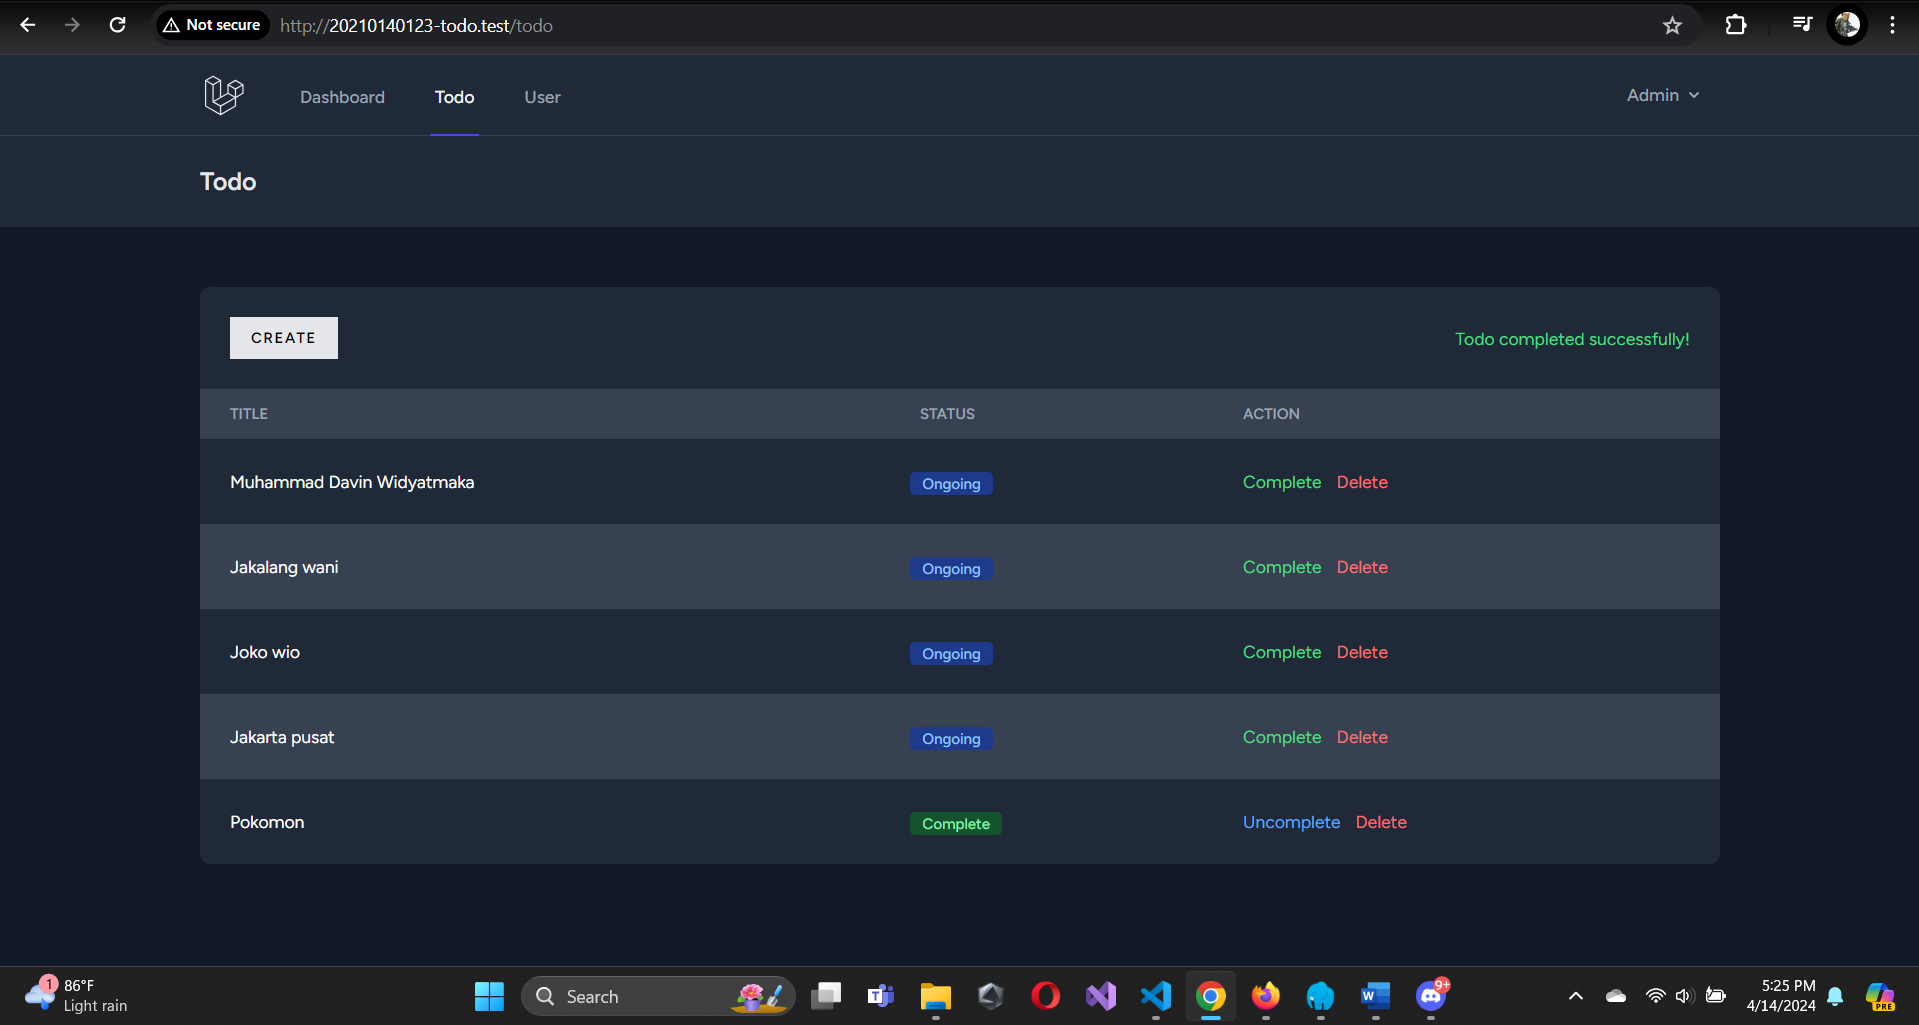 Not secure http://20210140123-todo.test/todo
Dashboard Todo User Admin
Todo
CREATE Todo completed successfully!
TITLE STATUS ACTION
Muhammad Davin Widyatmaka Ongoing Complete Delete
Jakalang wani Ongoing Complete Delete
Joko wio Ongoing Complete Delete
Jakarta pusat Ongoing Complete Delete
Pokomon Complete Uncomplete Delete
1 86°F
Light rain
Search
T
W
9+
5:25 PM
4/14/2024
PRE